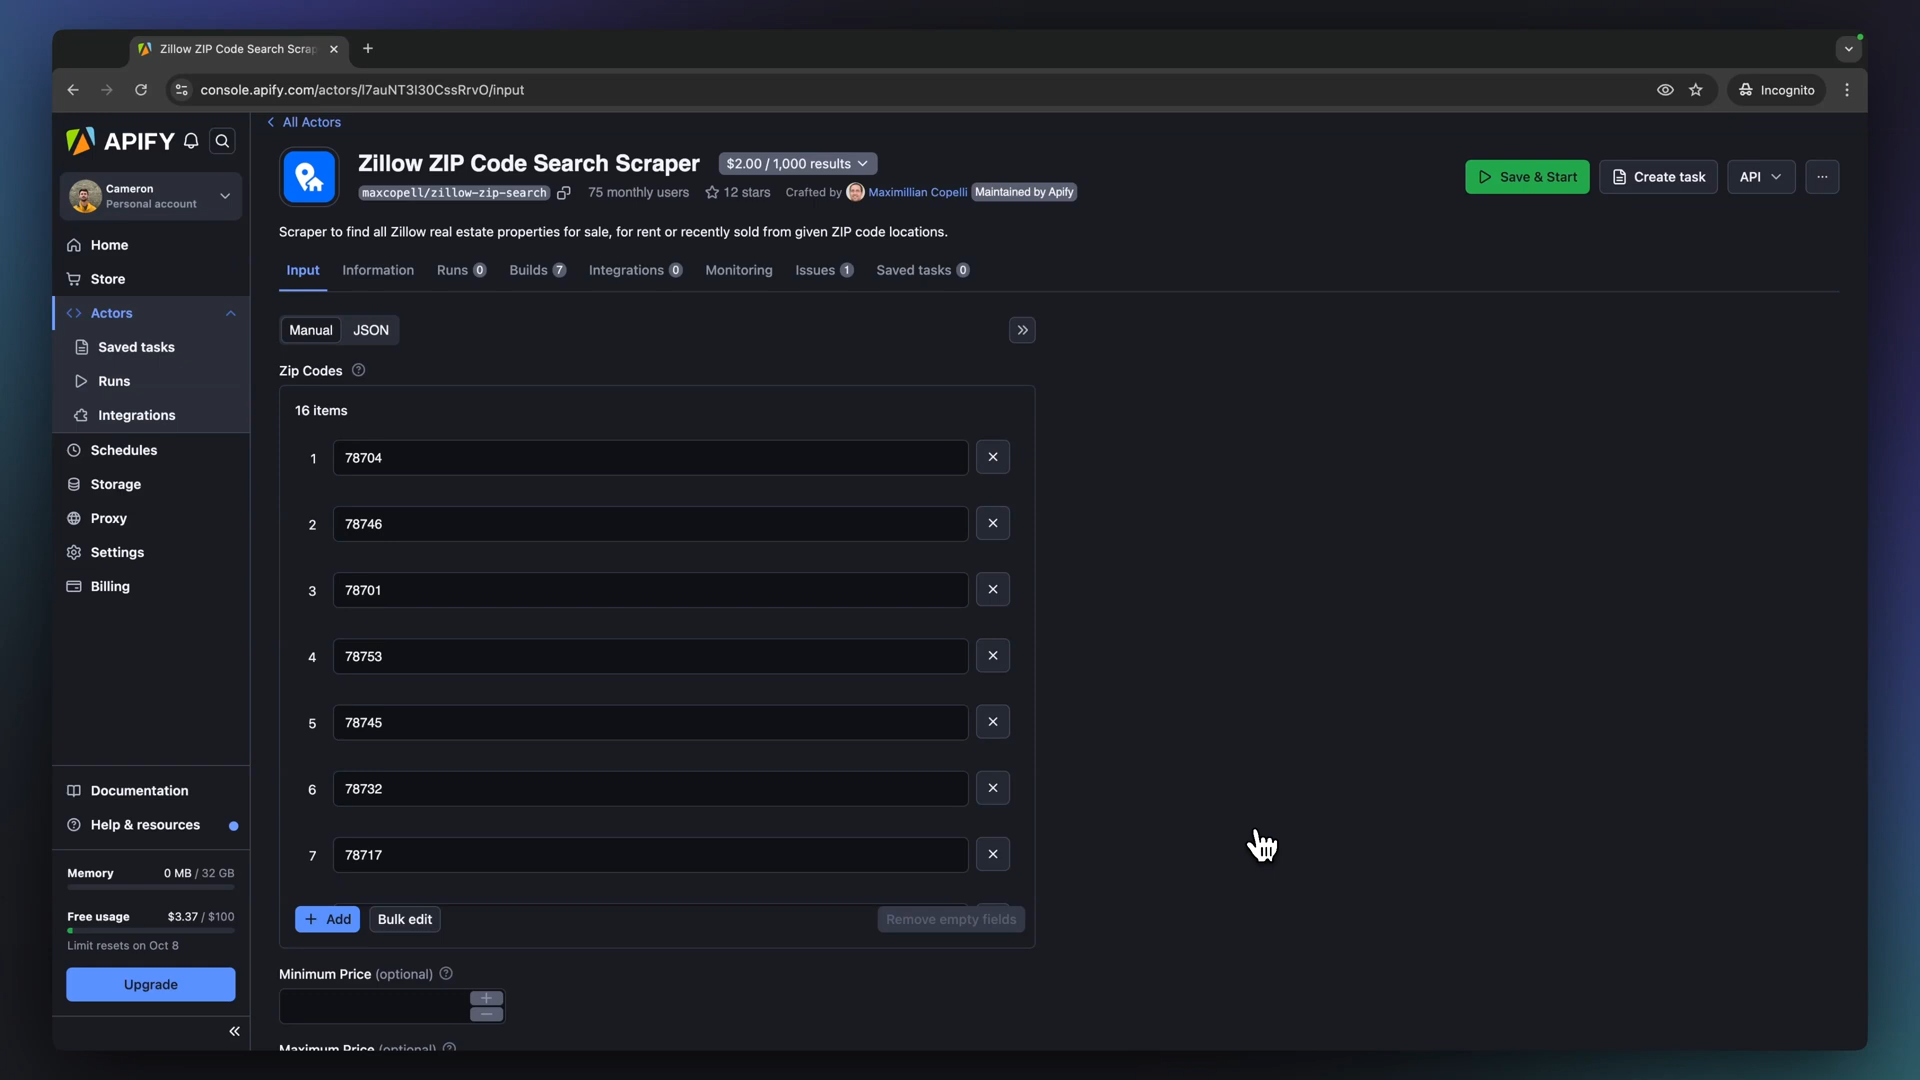 Zillow ZIP Code Search Scrap
console.apify.com/actors/l7auNT3I30CssRrvO/input
Incognito
APIFY
Cameron
Personal account
Home
Store
Actors
Saved tasks
Runs
Integrations
Schedules
Storage
Proxy
Settings
Billing
Documentation
Help & resources
Memory 0 MB / 32 GB
Free usage $3.37 / $100
Limit resets on Oct 8
Upgrade
All Actors
Zillow ZIP Code Search Scraper $2.00 / 1,000 results
maxcopell/zillow-zip-search 75 monthly users 12 stars Crafted by Maximillian Copelli Maintained by Apify
Save & Start Create task API ...
Scraper to find all Zillow real estate properties for sale, for rent or recently sold from given ZIP code locations.
Input Information Runs 0 Builds 7 Integrations 0 Monitoring Issues 1 Saved tasks 0
Manual JSON
Zip Codes
16 items
1 78704
2 78746
3 78701
4 78753
5 78745
6 78732
7 78717
+ Add Bulk edit Remove empty fields
Minimum Price (optional)
Maximum Price (optional)